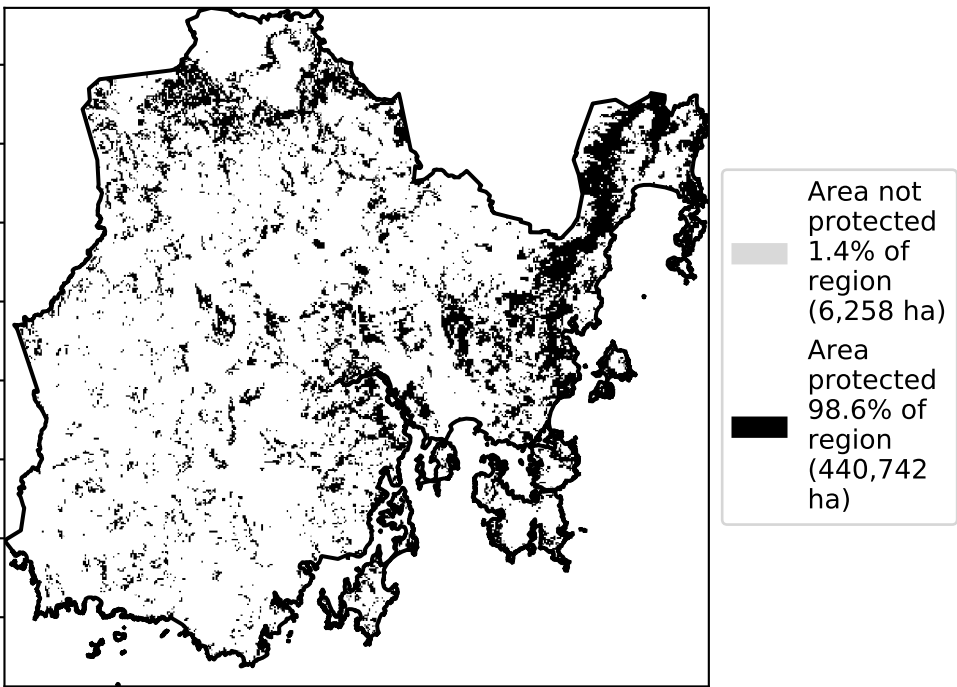 Area not
protected
1.4% of
region
(6,258 ha)
Area
protected
98.6% of
region
(440,742
ha)